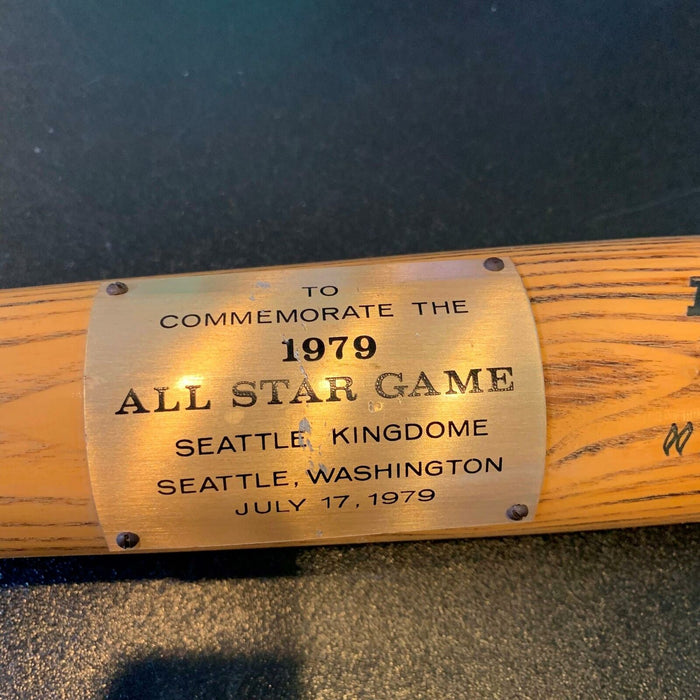 TO
COMMEMORATE THE
1979
ALL STAR GAME
SEATTLE KINGDOME
SEATTLE, WASHINGTON
JULY 17, 1979